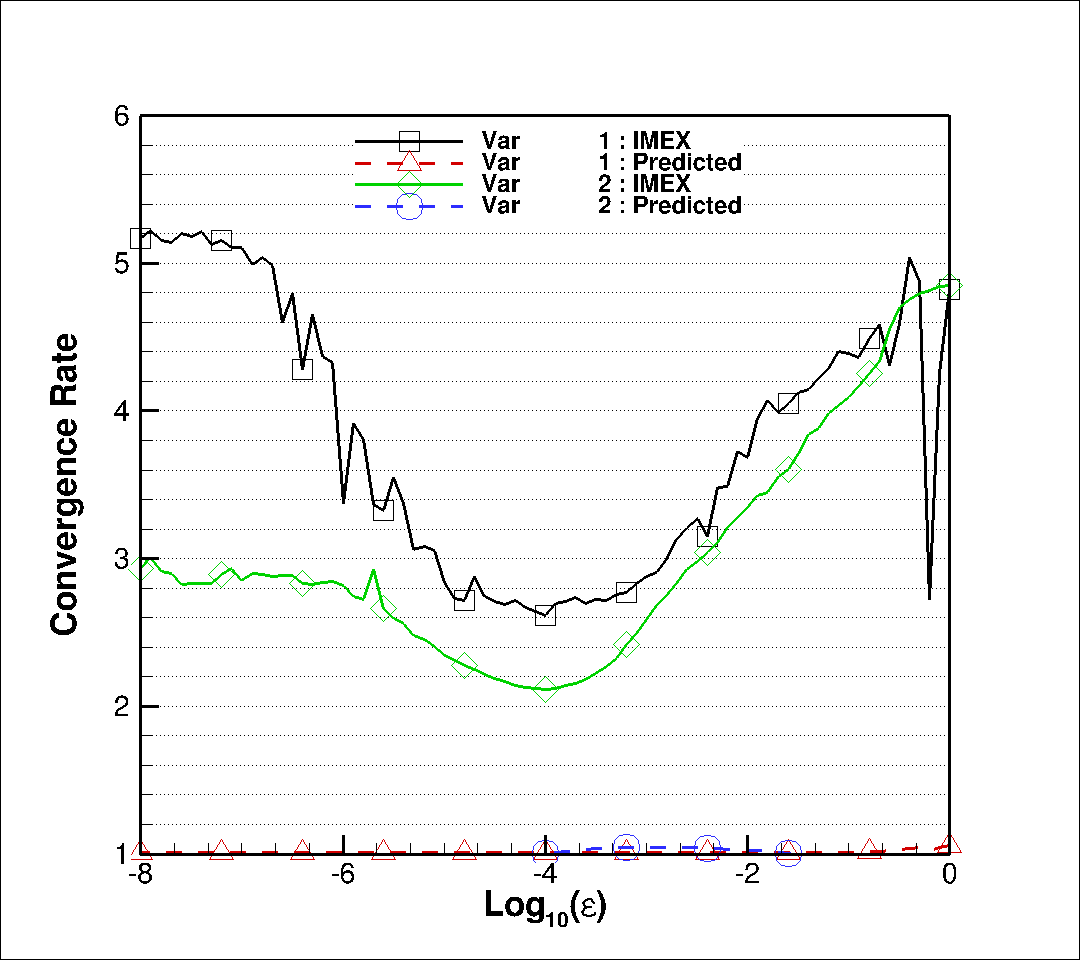 6
Var 1 : IMEX
Var 1 : Predicted
Var 2 : IMEX
Var 2 : Predicted
5
4
3
2
1
Convergence Rate
-8 -6 -4 -2 0
Log10(ε)